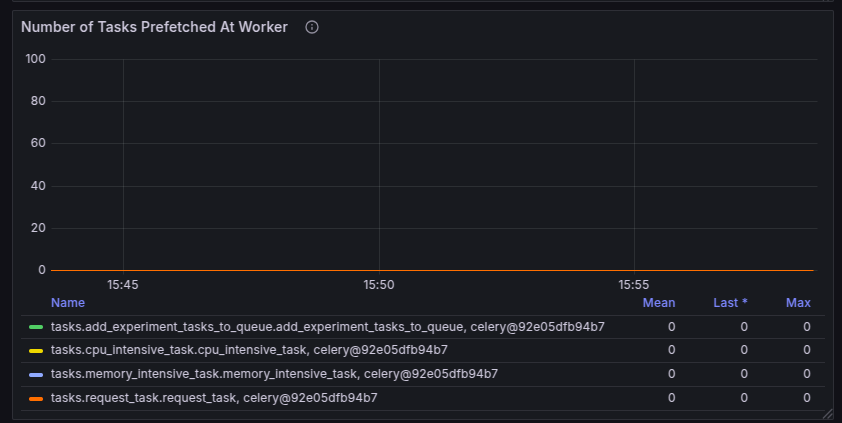 Number of Tasks Prefetched At Worker
100
80
60
40
20
0
15:45 15:50 15:55
Name Mean Last * Max
tasks.add_experiment_tasks_to_queue.add_experiment_tasks_to_queue, celery@92e05dfb94b7 0 0 0
tasks.cpu_intensive_task.cpu_intensive_task, celery@92e05dfb94b7 0 0 0
tasks.memory_intensive_task.memory_intensive_task, celery@92e05dfb94b7 0 0 0
tasks.request_task.request_task, celery@92e05dfb94b7 0 0 0